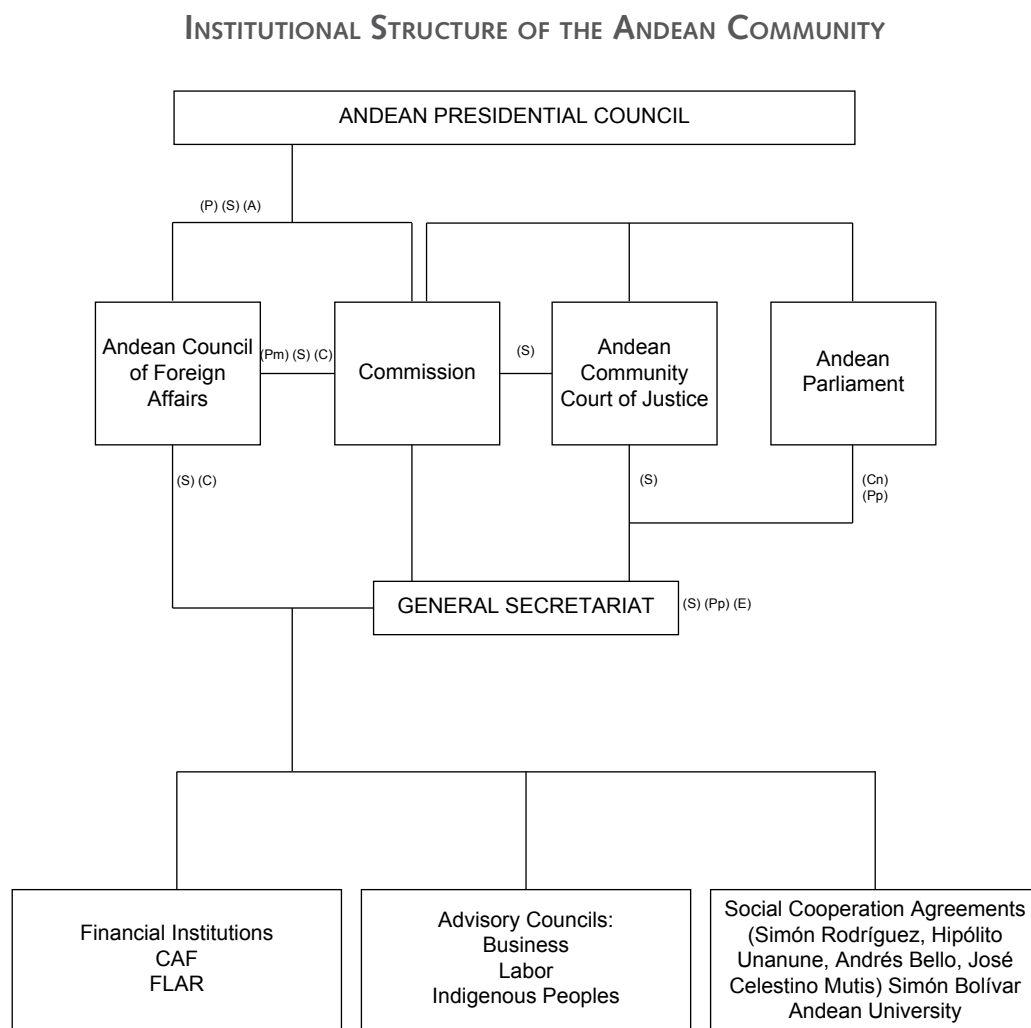 Institutional Structure of the Andean Community
ANDEAN PRESIDENTIAL COUNCIL
(P) (S) (A)
Andean Council
of Foreign
Affairs
(Pm) (S) (C)
Commission
(S)
Andean
Community
Court of Justice
Andean
Parliament
(S) (C)
(S)
(Cn)
(Pp)
GENERAL SECRETARIAT
(S) (Pp) (E)
Financial Institutions
CAF
FLAR
Advisory Councils:
Business
Labor
Indigenous Peoples
Social Cooperation Agreements
(Simón Rodríguez, Hipólito
Unanune, Andrés Bello, José
Celestino Mutis) Simón Bolívar
Andean University